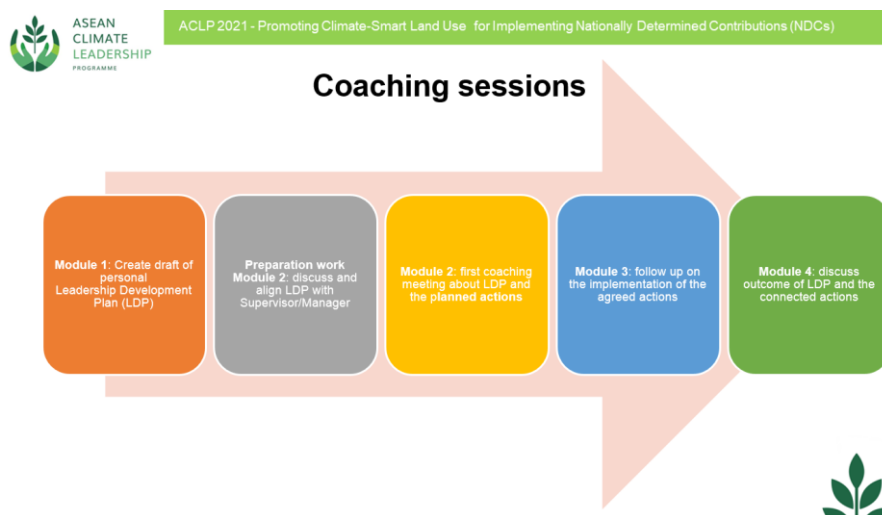 ASEAN
CLIMATE
LEADERSHIP
PROGRAMME
ACLP 2021 - Promoting Climate-Smart Land Use for Implementing Nationally Determined Contributions (NDCs)
Coaching sessions
Module 1: Create draft of
personal
Leadership Development
Plan (LDP)
Preparation work
Module 2: discuss and
align LDP with
Supervisor/Manager
Module 2: first coaching
meeting about LDP and
the planned actions
Module 3: follow up on
the implementation of the
agreed actions
Module 4: discuss
outcome of LDP and the
connected actions